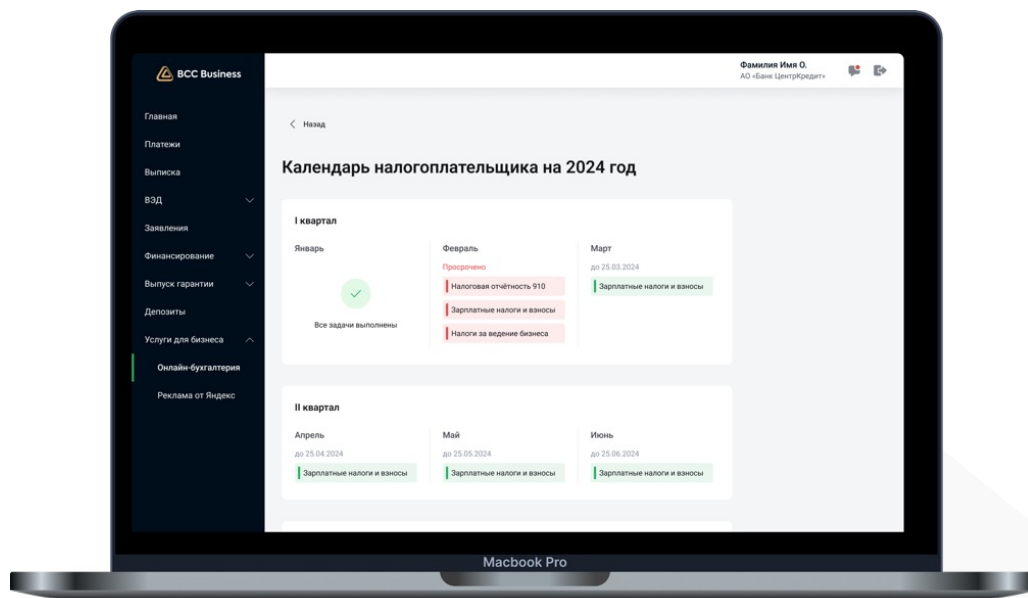 BCC Business
Фамилия Имя О.
АО «Банк ЦентрКредит»
Главная
Платежи
Выписка
ВЭД
Заявления
Финансирование
Выпуск гарантии
Депозиты
Услуги для бизнеса
Онлайн-бухгалтерия
Реклама от Яндекс
Назад
Календарь налогоплательщика на 2024 год
I квартал
Январь
Все задачи выполнены
Февраль
Просрочено
Налоговая отчётность 910
Зарплатные налоги и взносы
Налоги за ведение бизнеса
Март
до 25.03.2024
Зарплатные налоги и взносы
II квартал
Апрель
до 25.04.2024
Зарплатные налоги и взносы
Май
до 25.05.2024
Зарплатные налоги и взносы
Июнь
до 25.06.2024
Зарплатные налоги и взносы
Macbook Pro